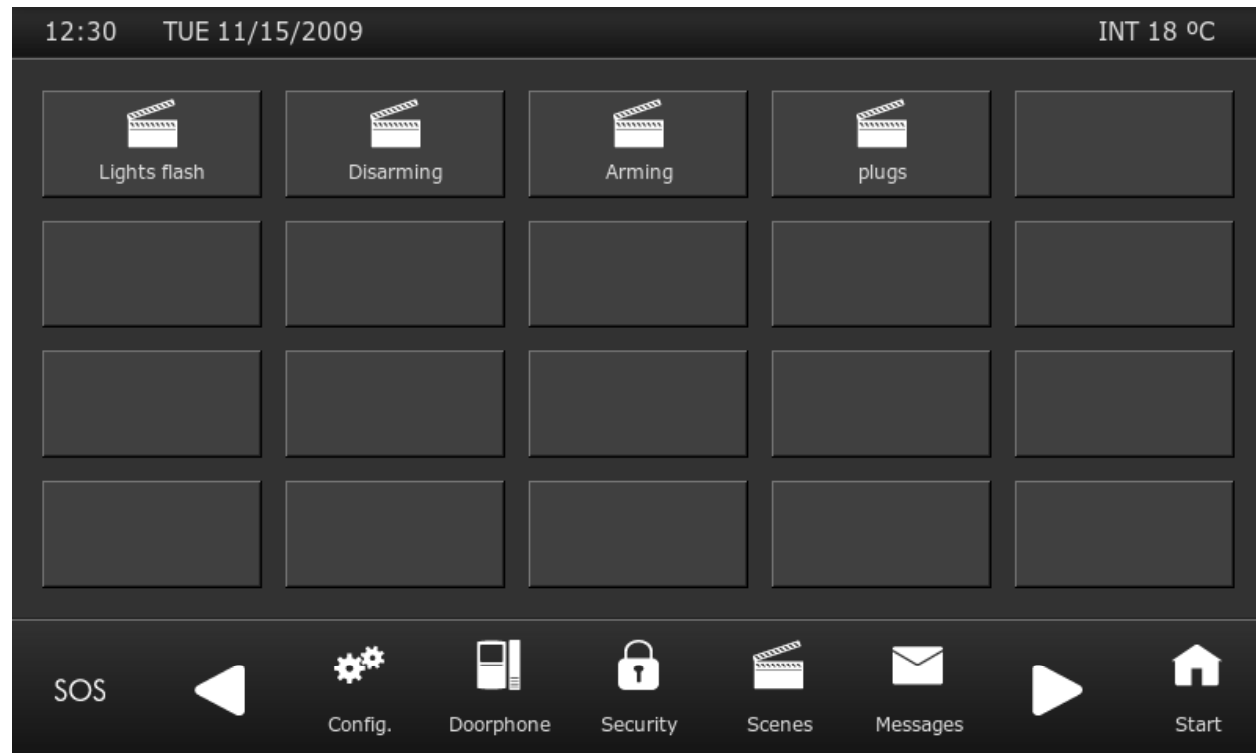 12:30 TUE 11/15/2009 INT 18 ºC
Lights flash Disarming Arming plugs
SOS Config. Doorphone Security Scenes Messages Start